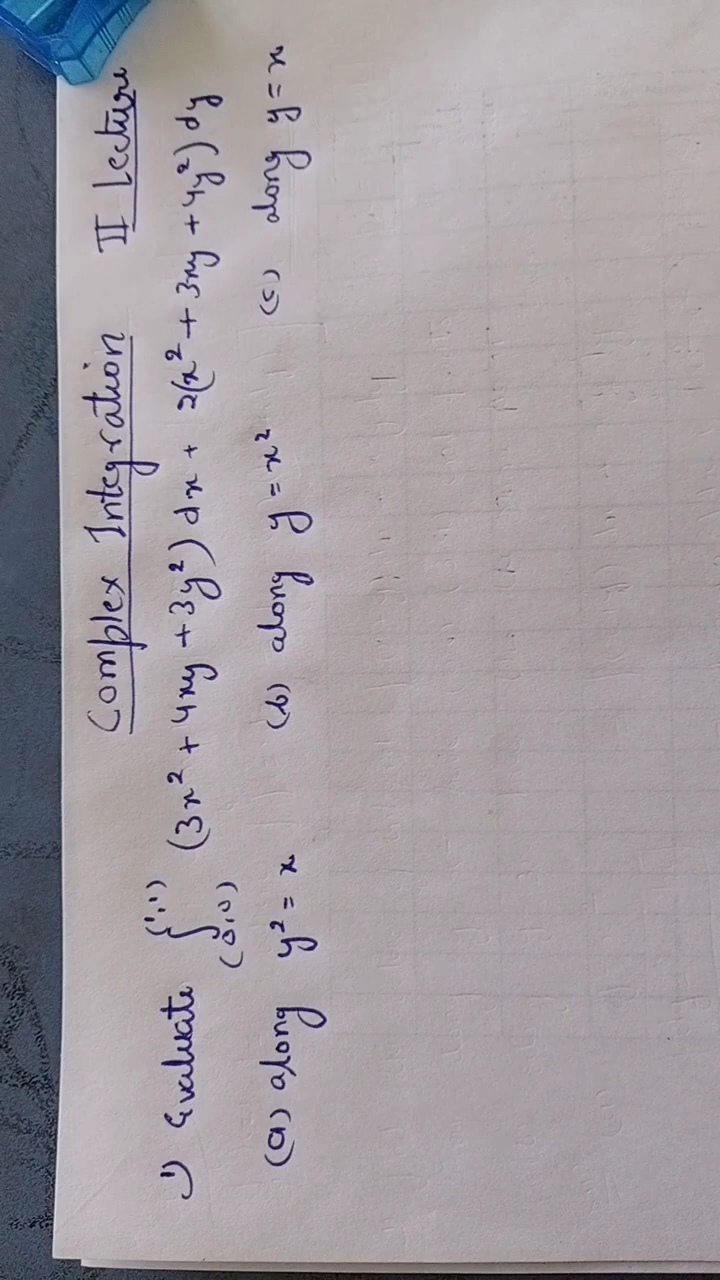 Complex Integration II Lecture
1) Evaluate ∫_(0,0)^(1,1) (3x² + 4xy + 3y²) dx + 2(x² + 3xy + 4y²) dy
(a) along y² = x (b) along y = x² (c) along y = x